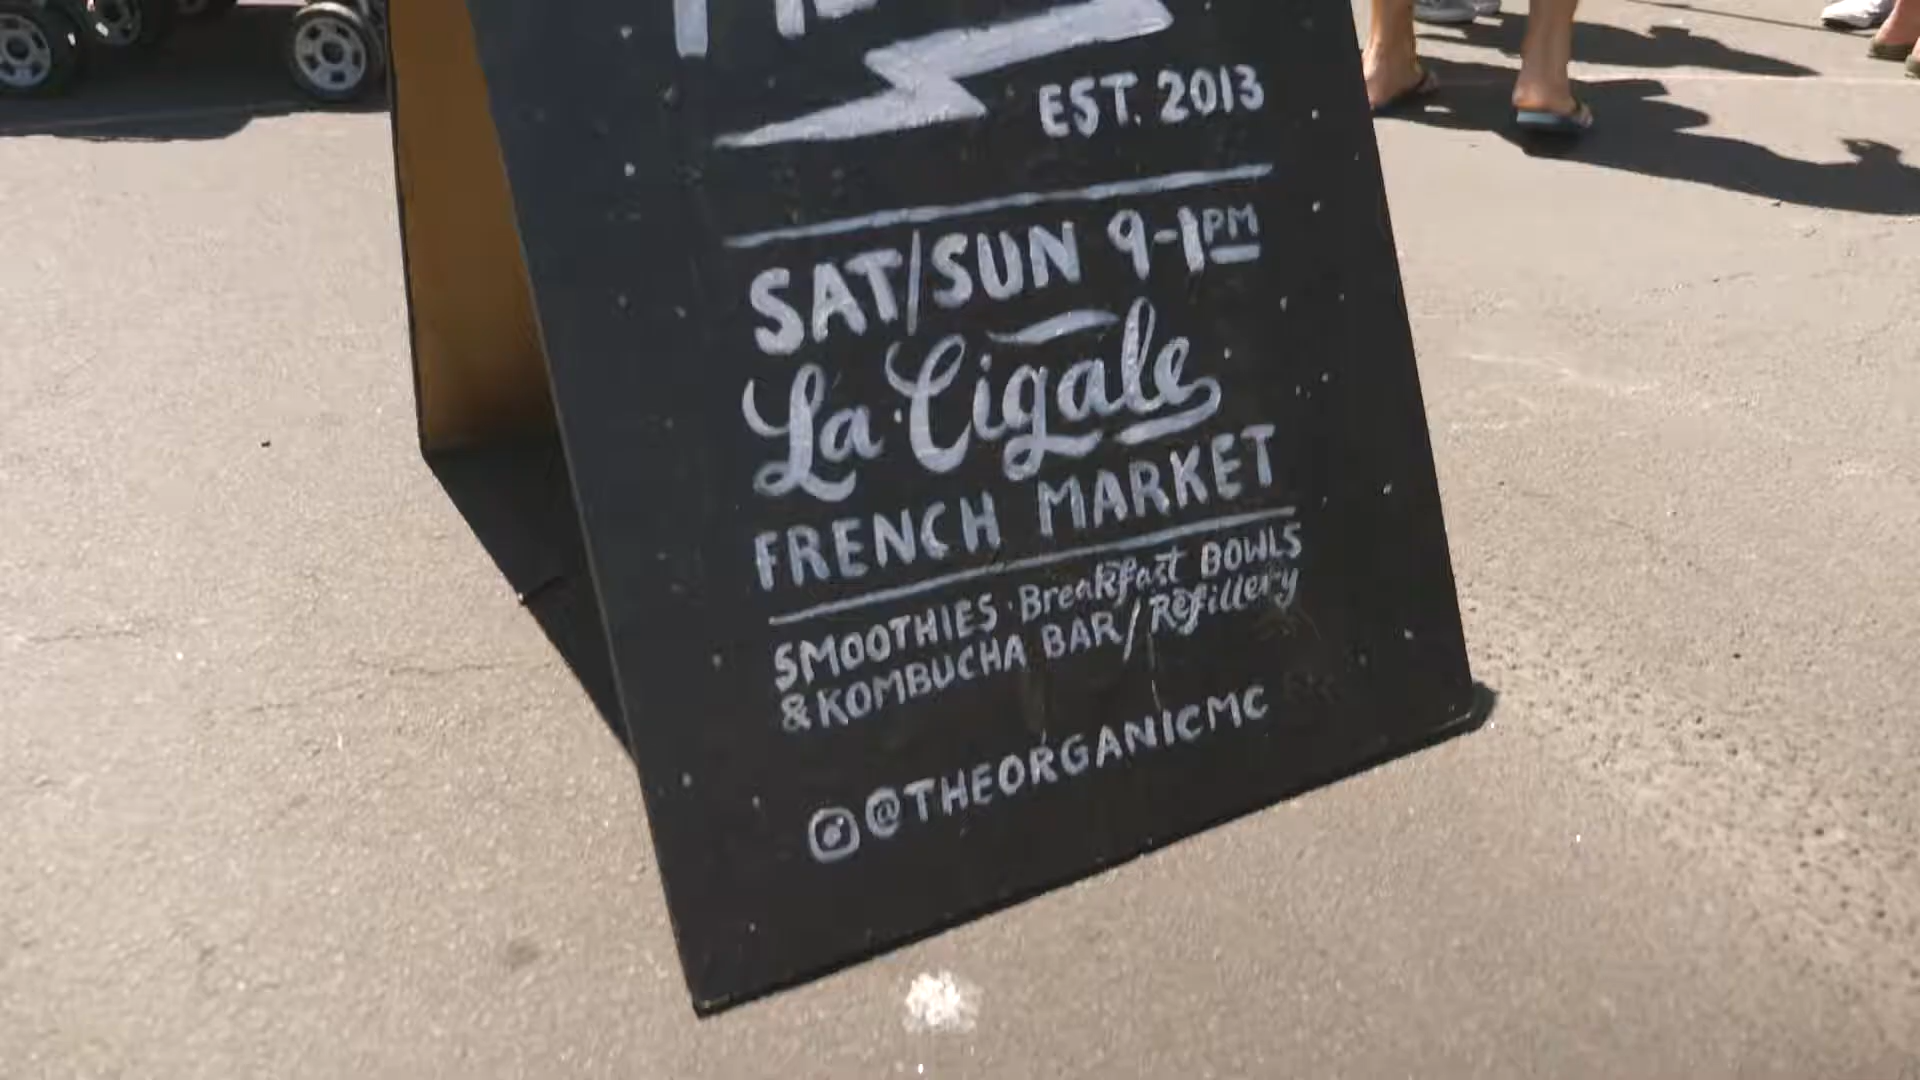 EST. 2013
SAT/SUN 9-1PM
La Cigale
FRENCH MARKET
SMOOTHIES · Breakfast BOWLS
& KOMBUCHA BAR/Refillery
@THEORGANICMC